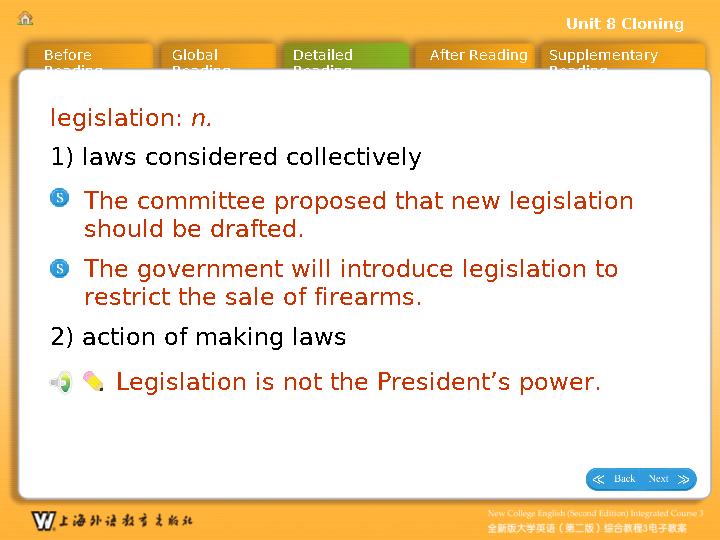 Unit 8 Cloning
Before Reading
Global Reading
Detailed Reading
After Reading
Supplementary Reading
legislation: n.
1) laws considered collectively
S The committee proposed that new legislation
should be drafted.
S The government will introduce legislation to
restrict the sale of firearms.
2) action of making laws
Legislation is not the President’s power.
Back Next
New College English (Second Edition) Integrated Course 3
W 上海外语教育出版社
全新版大学英语（第二版）综合教程3电子教案